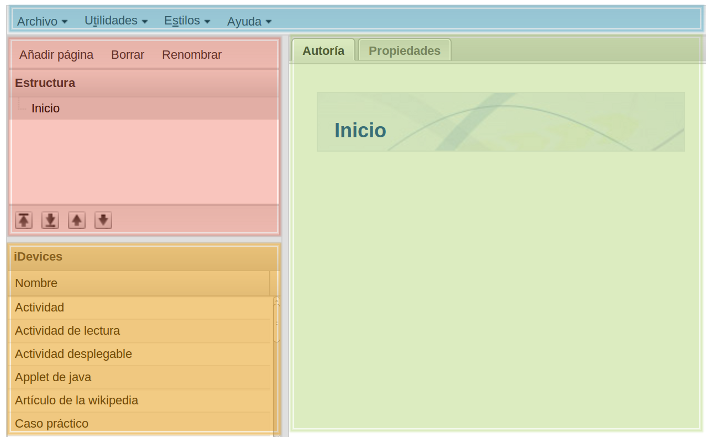 Archivo Utilidades Estilos Ayuda
Añadir página Borrar Renombrar
Estructura
Inicio
iDevices
Nombre
Actividad
Actividad de lectura
Actividad desplegable
Applet de java
Artículo de la wikipedia
Caso práctico
Autoría Propiedades
Inicio